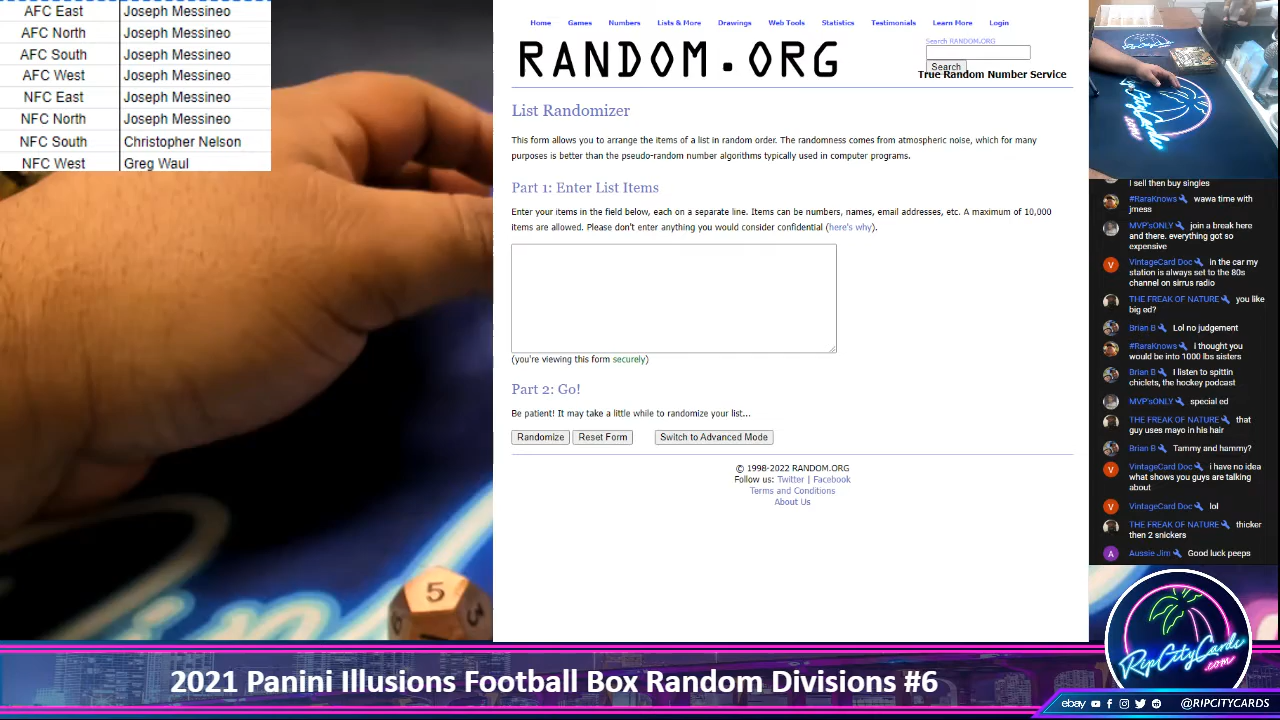 AFC East Joseph Messineo
AFC North Joseph Messineo
AFC South Joseph Messineo
AFC West Joseph Messineo
NFC East Joseph Messineo
NFC North Joseph Messineo
NFC South Christopher Nelson
NFC West Greg Waul
Home Games Numbers Lists & More Drawings Web Tools Statistics Testimonials Learn More Login
RANDOM.ORG
Search RANDOM.ORG
Search
True Random Number Service
List Randomizer
This form allows you to arrange the items of a list in random order. The randomness comes from atmospheric noise, which for many
purposes is better than the pseudo-random number algorithms typically used in computer programs.
Part 1: Enter List Items
Enter your items in the field below, each on a separate line. Items can be numbers, names, email addresses, etc. A maximum of 10,000
items are allowed. Please don't enter anything you would consider confidential (here's why).
(you're viewing this form securely)
Part 2: Go!
Be patient! It may take a little while to randomize your list...
Randomize Reset Form Switch to Advanced Mode
© 1998-2022 RANDOM.ORG
Follow us: Twitter | Facebook
Terms and Conditions
About Us
I sell then buy singles
#RaraKnows wawa time with
jmess
MVP'sONLY join a break here
and there. everything got so
expensive
VintageCard Doc in the car my
station is always set to the 80s
channel on sirrus radio
THE FREAK OF NATURE you like
big ed?
Brian B Lol no judgement
#RaraKnows i thought you
would be into 1000 lbs sisters
Brian B I listen to spittin
chiclets, the hockey podcast
MVP'sONLY special ed
THE FREAK OF NATURE that
guy uses mayo in his hair
Brian B Tammy and hammy?
VintageCard Doc i have no idea
what shows you guys are talking
about
VintageCard Doc lol
THE FREAK OF NATURE thicker
then 2 snickers
Aussie Jim Good luck peeps
5
2021 Panini Illusions Football Box Random Divisions #6
RipCityCards
.com
ebay @RIPCITYCARDS